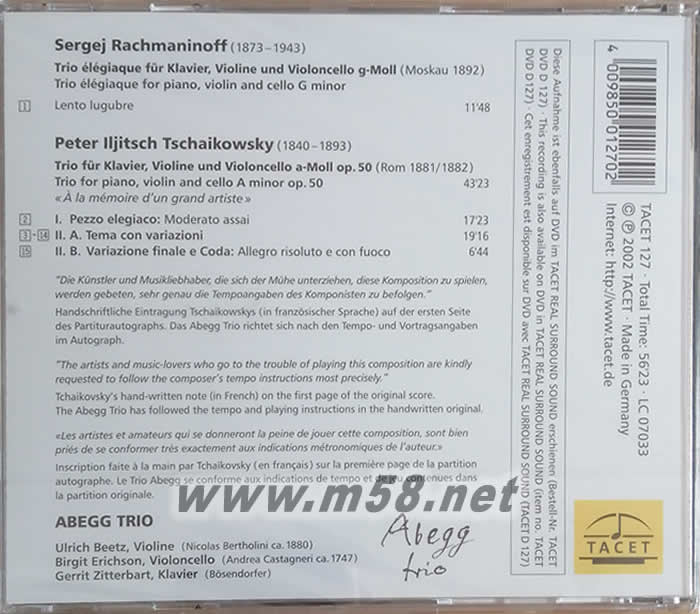 Sergej Rachmaninoff (1873–1943)
Trio élégiaque für Klavier, Violine und Violoncello g-Moll (Moskau 1892)
Trio élégiaque for piano, violin and cello G minor
1 Lento lugubre 11'48
Peter Iljitsch Tschaikowsky (1840–1893)
Trio für Klavier, Violine und Violoncello a-Moll op. 50 (Rom 1881/1882)
Trio for piano, violin and cello A minor op. 50 43'23
«À la mémoire d'un grand artiste»
2 I. Pezzo elegiaco: Moderato assai 17'23
3 - 14 II. A. Tema con variazioni 19'16
15 II. B. Variazione finale e Coda: Allegro risoluto e con fuoco 6'44
"Die Künstler und Musikliebhaber, die sich der Mühe unterziehen, diese Komposition zu spielen,
werden gebeten, sehr genau die Tempoangaben des Komponisten zu befolgen."
Handschriftliche Eintragung Tschaikowskys (in französischer Sprache) auf der ersten Seite
des Partiturautographs. Das Abegg Trio richtet sich nach den Tempo- und Vortragsangaben
im Autograph.
"The artists and music-lovers who go to the trouble of playing this composition are kindly
requested to follow the composer's tempo instructions most precisely."
Tchaikovsky's hand-written note (in French) on the first page of the original score.
The Abegg Trio has followed the tempo and playing instructions in the handwritten original.
«Les artistes et amateurs qui se donneront la peine de jouer cette composition, sont bien
priés de se conformer très exactement aux indications métronomiques de l'auteur.»
Inscription faite à la main par Tchaikovsky (en français) sur la première page de la partition
autographe. Le Trio Abegg se conforme aux indications de tempo et de jeu contenues dans
la partition originale.
www.m58.net
ABEGG TRIO
Ulrich Beetz, Violine (Nicolas Bertholini ca. 1880)
Birgit Erichson, Violoncello (Andrea Castagneri ca. 1747)
Gerrit Zitterbart, Klavier (Bösendorfer)
Abegg
trio
Diese Aufnahme ist ebenfalls auf DVD im TACET REAL SURROUND SOUND erschienen (Bestell-Nr. TACET
DVD D 127) · This recording is also available on DVD in TACET REAL SURROUND SOUND (item no. TACET
DVD D127) · Cet enregistrement est disponible sur DVD avec TACET REAL SURROUND SOUND (TACET D 127)
4 009850 012702
TACET 127 · Total Time: 56'23 · LC 07033
© ℗ 2002 TACET · Made in Germany
Internet: http://www.tacet.de
TACET